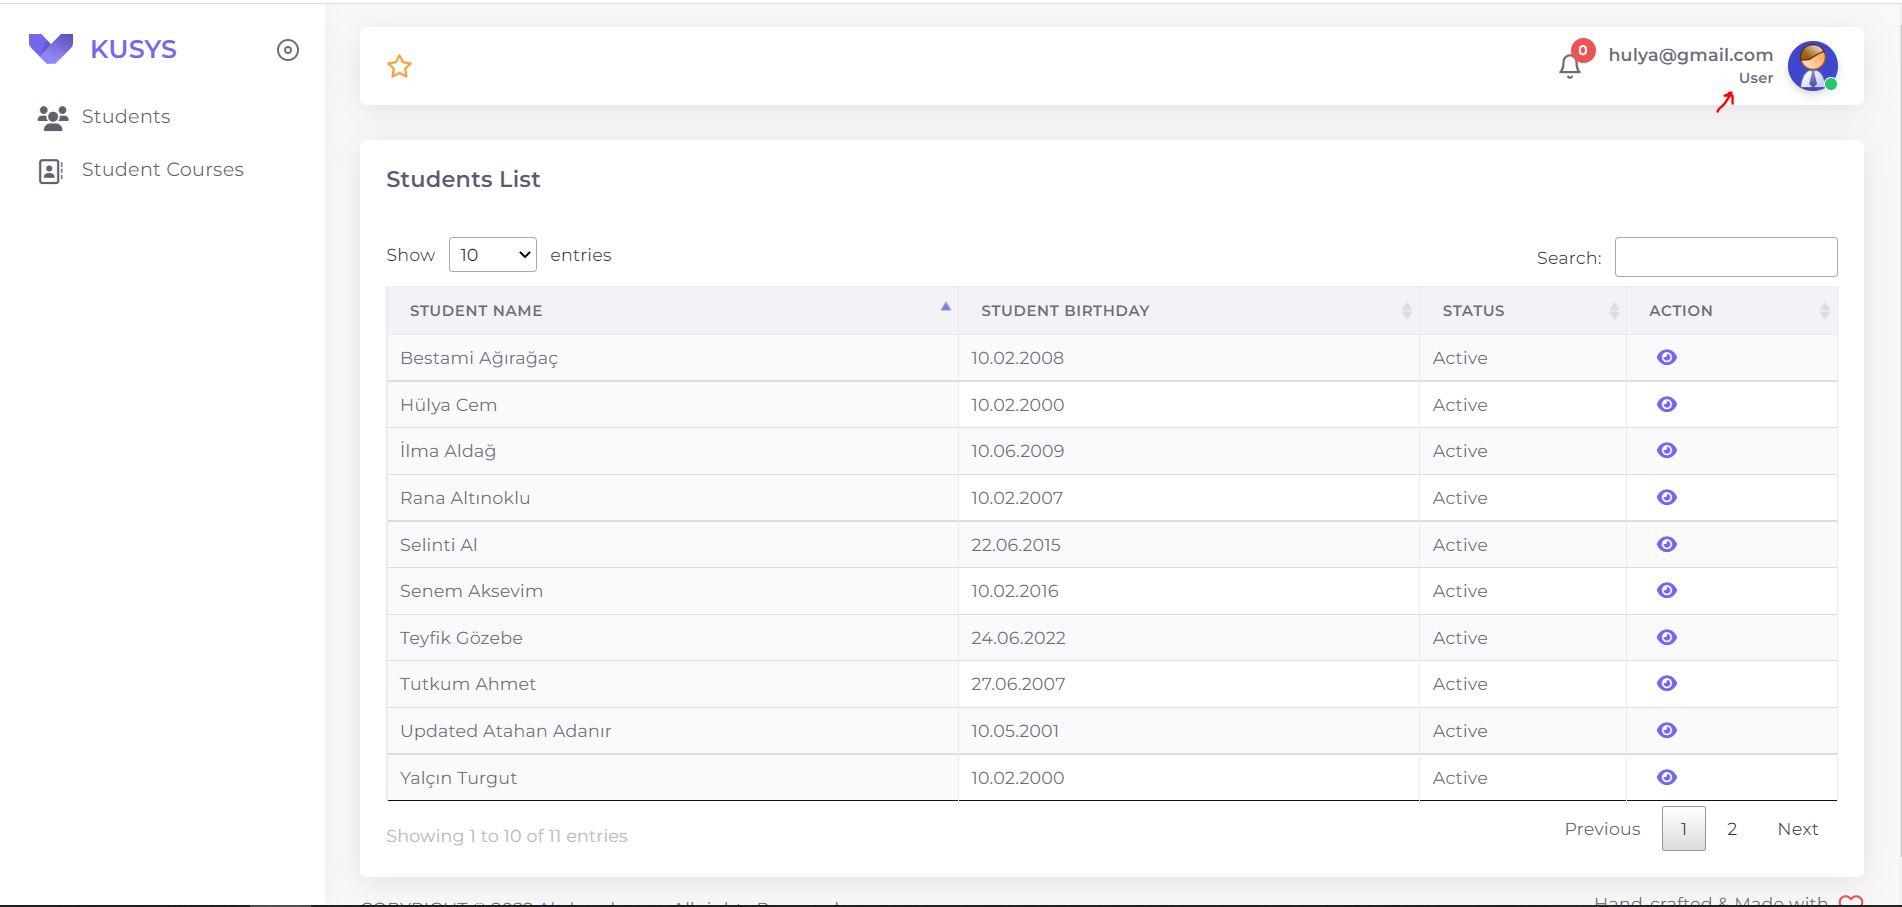 KUSYS
Students
Student Courses
0
hulya@gmail.com
User
Students List
Show 10 entries
Search:
STUDENT NAME STUDENT BIRTHDAY STATUS ACTION
Bestami Ağırağaç 10.02.2008 Active
Hülya Cem 10.02.2000 Active
İlma Aldağ 10.06.2009 Active
Rana Altınoklu 10.02.2007 Active
Selinti Al 22.06.2015 Active
Senem Aksevim 10.02.2016 Active
Teyfik Gözebe 24.06.2022 Active
Tutkum Ahmet 27.06.2007 Active
Updated Atahan Adanır 10.05.2001 Active
Yalçın Turgut 10.02.2000 Active
Showing 1 to 10 of 11 entries
Previous 1 2 Next
COPYRIGHT © All rights Reserved
Hand-crafted & Made with